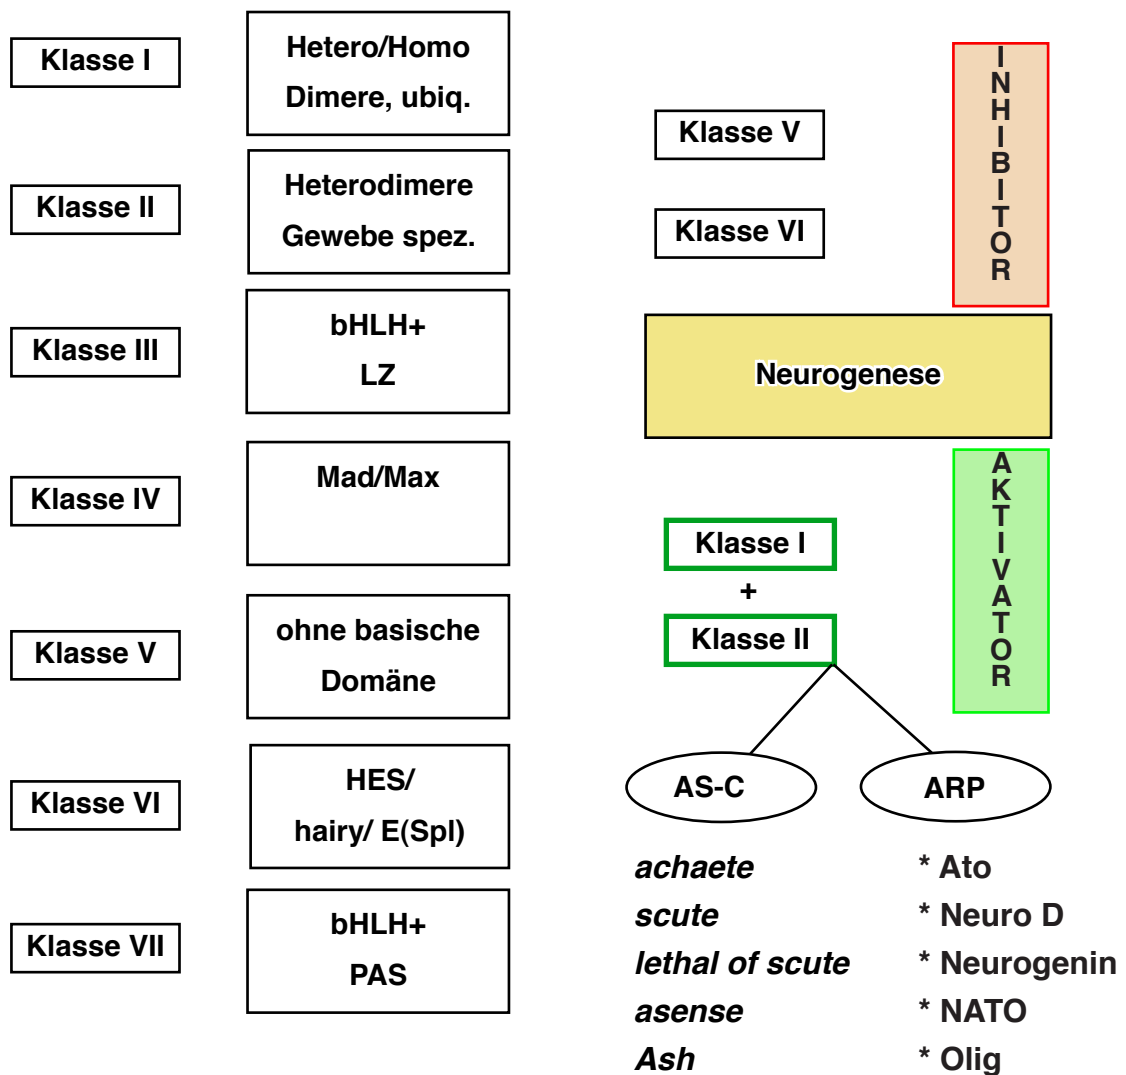 Klasse I
Hetero/Homo
Dimere, ubiq.
Klasse II
Heterodimere
Gewebe spez.
Klasse III
bHLH+
LZ
Klasse IV
Mad/Max
Klasse V
ohne basische
Domäne
Klasse VI
HES/
hairy/ E(Spl)
Klasse VII
bHLH+
PAS
Klasse V
Klasse VI
INHIBITOR
Neurogenese
AKTIVATOR
Klasse I
+
Klasse II
AS-C
ARP
achaete
scute
lethal of scute
asense
Ash
* Ato
* Neuro D
* Neurogenin
* NATO
* Olig